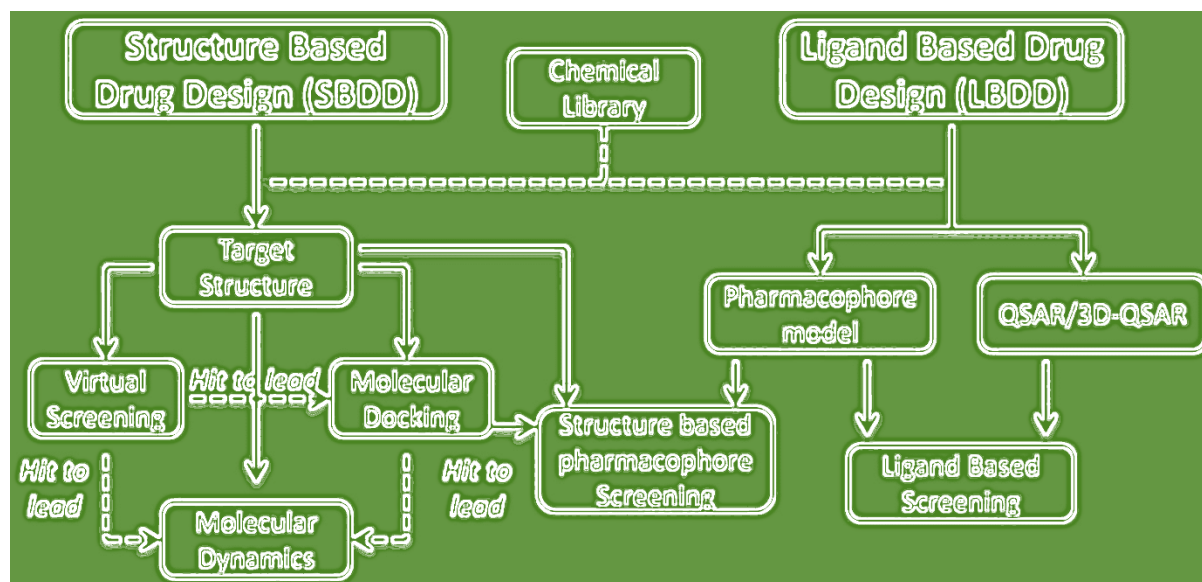 Structure Based
Drug Design (SBDD)
Chemical
Library
Ligand Based Drug
Design (LBDD)
Target
Structure
Pharmacophore
model
QSAR/3D-QSAR
Virtual
Screening
Hit to lead
Molecular
Docking
Structure based
pharmacophore
Screening
Ligand Based
Screening
Hit to
lead
Hit to
lead
Molecular
Dynamics